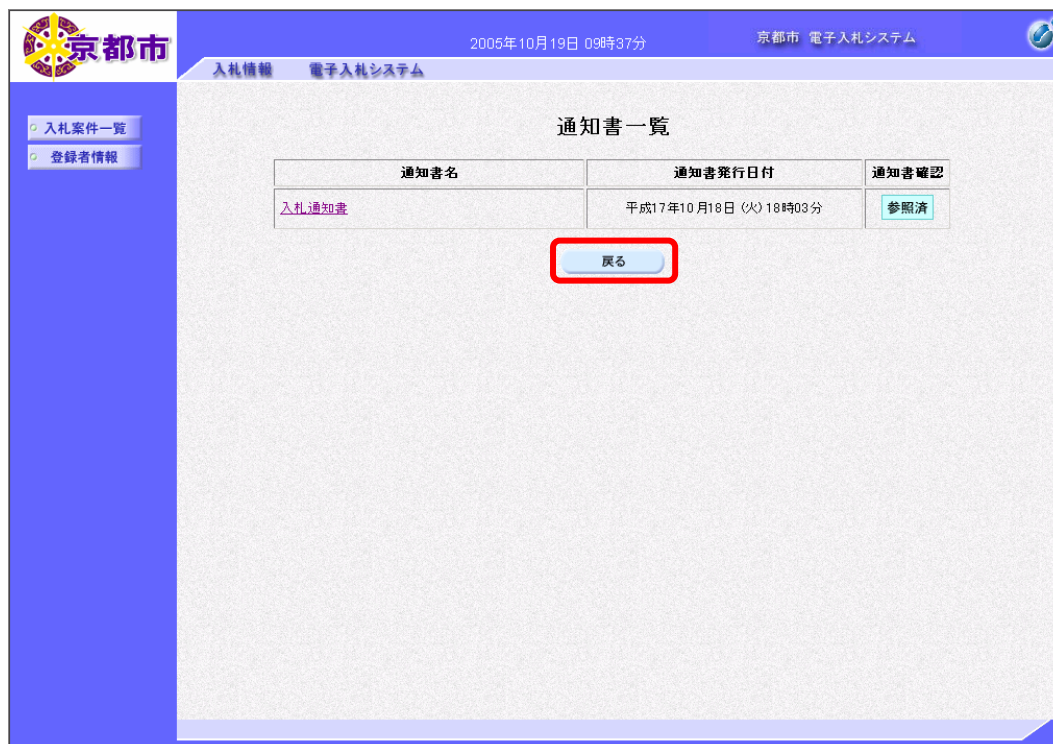 京都市
2005年10月19日 09時37分
京都市 電子入札システム
入札情報 電子入札システム
入札案件一覧
登録者情報
通知書一覧
通知書名 通知書発行日付 通知書確認
入札通知書 平成17年10月18日 (火) 18時03分 参照済
戻る